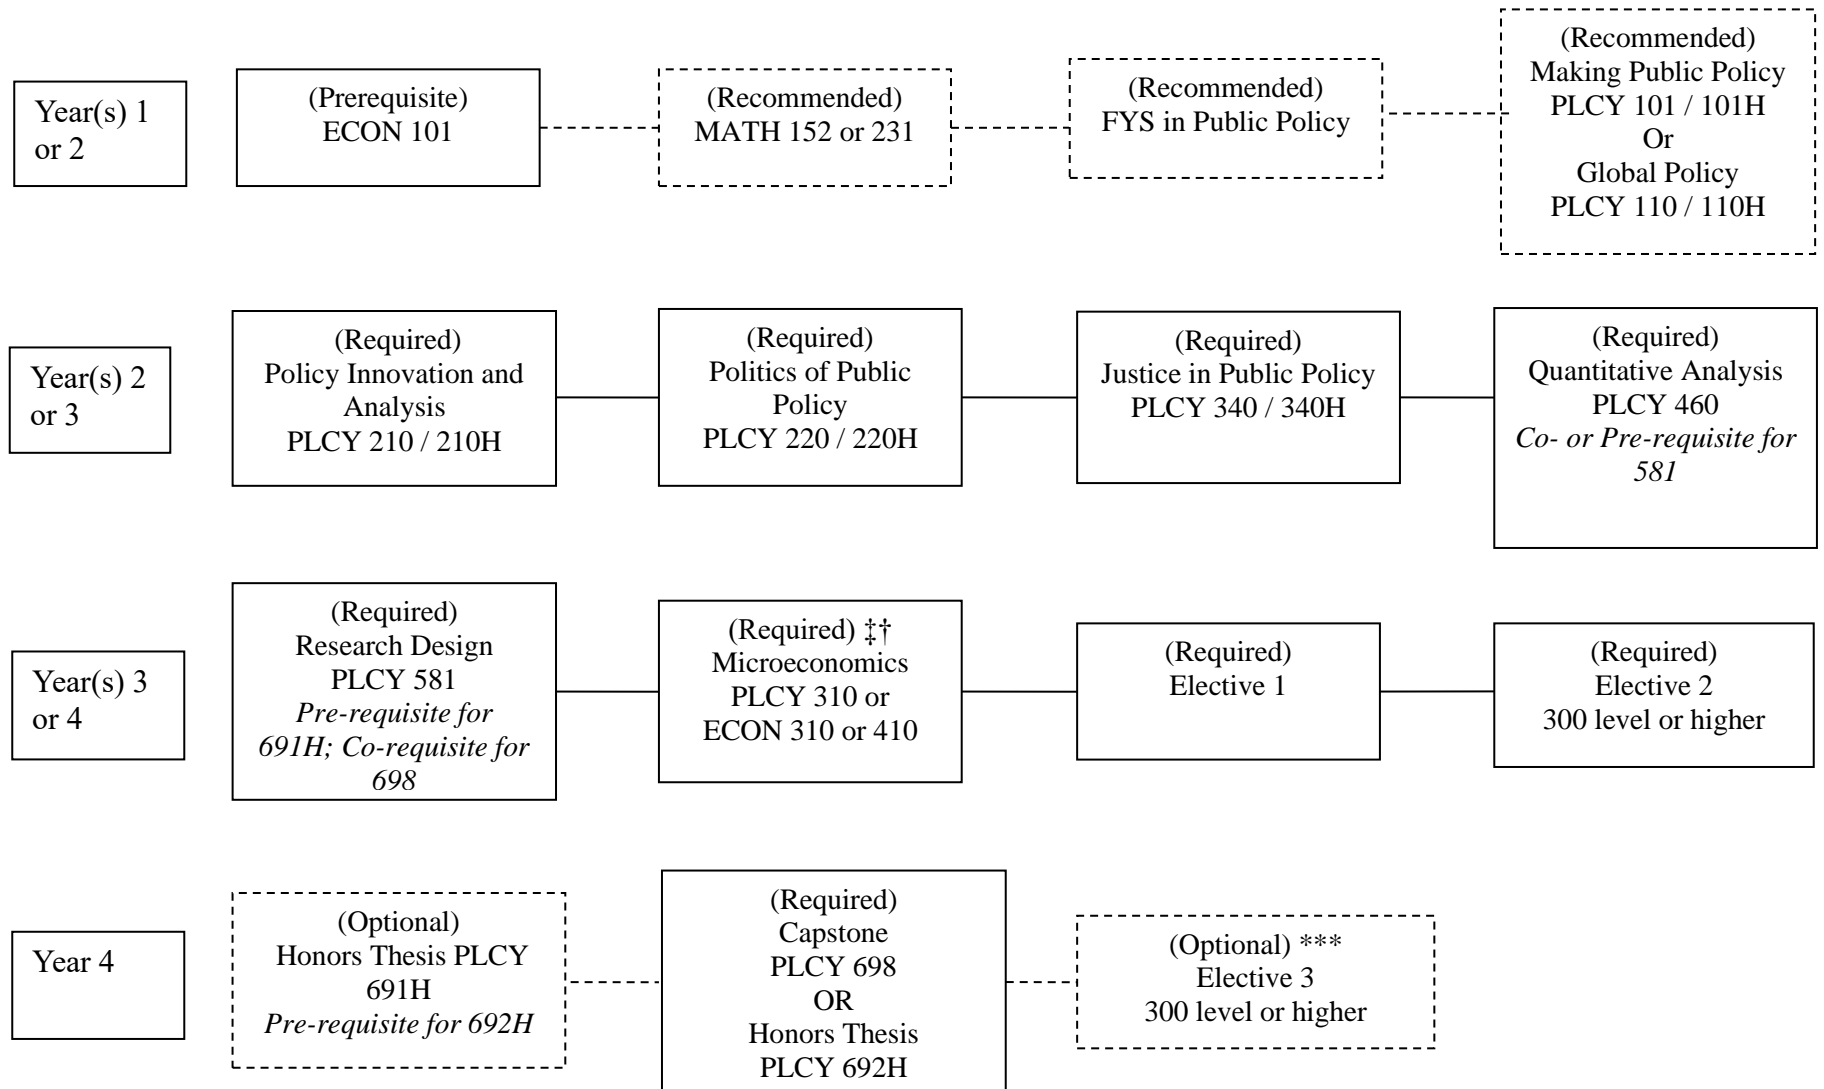 Year(s) 1
or 2
(Prerequisite)
ECON 101
(Recommended)
MATH 152 or 231
(Recommended)
FYS in Public Policy
(Recommended)
Making Public Policy
PLCY 101 / 101H
Or
Global Policy
PLCY 110 / 110H
Year(s) 2
or 3
(Required)
Policy Innovation and
Analysis
PLCY 210 / 210H
(Required)
Politics of Public
Policy
PLCY 220 / 220H
(Required)
Justice in Public Policy
PLCY 340 / 340H
(Required)
Quantitative Analysis
PLCY 460
Co- or Pre-requisite for
581
Year(s) 3
or 4
(Required)
Research Design
PLCY 581
Pre-requisite for
691H; Co-requisite for
698
(Required) ‡†
Microeconomics
PLCY 310 or
ECON 310 or 410
(Required)
Elective 1
(Required)
Elective 2
300 level or higher
Year 4
(Optional)
Honors Thesis PLCY
691H
Pre-requisite for 692H
(Required)
Capstone
PLCY 698
OR
Honors Thesis
PLCY 692H
(Optional) ***
Elective 3
300 level or higher